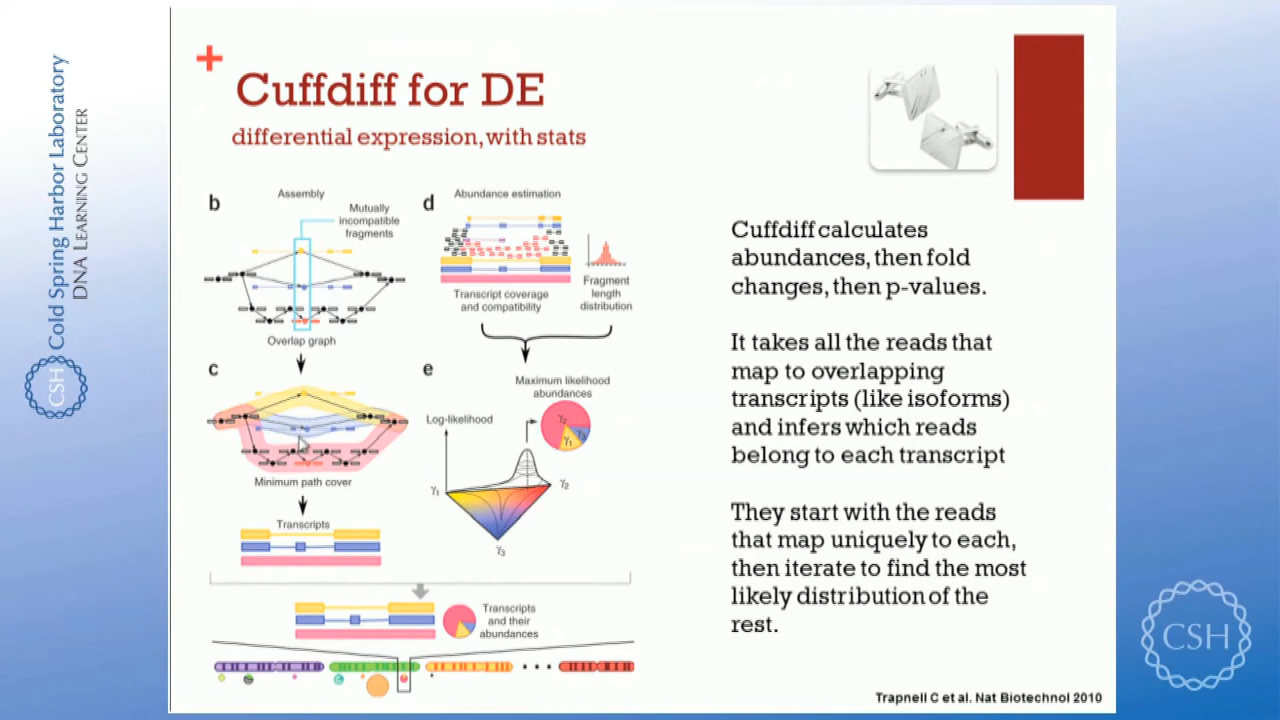 Cold Spring Harbor Laboratory
DNA LEARNING CENTER
CSH
+
Cuffdiff for DE
differential expression, with stats
b
Assembly
Mutually
incompatible
fragments
Overlap graph
c
Minimum path cover
Transcripts
d
Abundance estimation
Transcript coverage
and compatibility
Fragment
length
distribution
e
Maximum likelihood
abundances
Log-likelihood
γ2
γ1
γ3
γ1
γ2
γ3
Transcripts
and their
abundances
Cuffdiff calculates
abundances, then fold
changes, then p-values.
It takes all the reads that
map to overlapping
transcripts (like isoforms)
and infers which reads
belong to each transcript
They start with the reads
that map uniquely to each,
then iterate to find the most
likely distribution of the
rest.
Trapnell C et al. Nat Biotechnol 2010
CSH